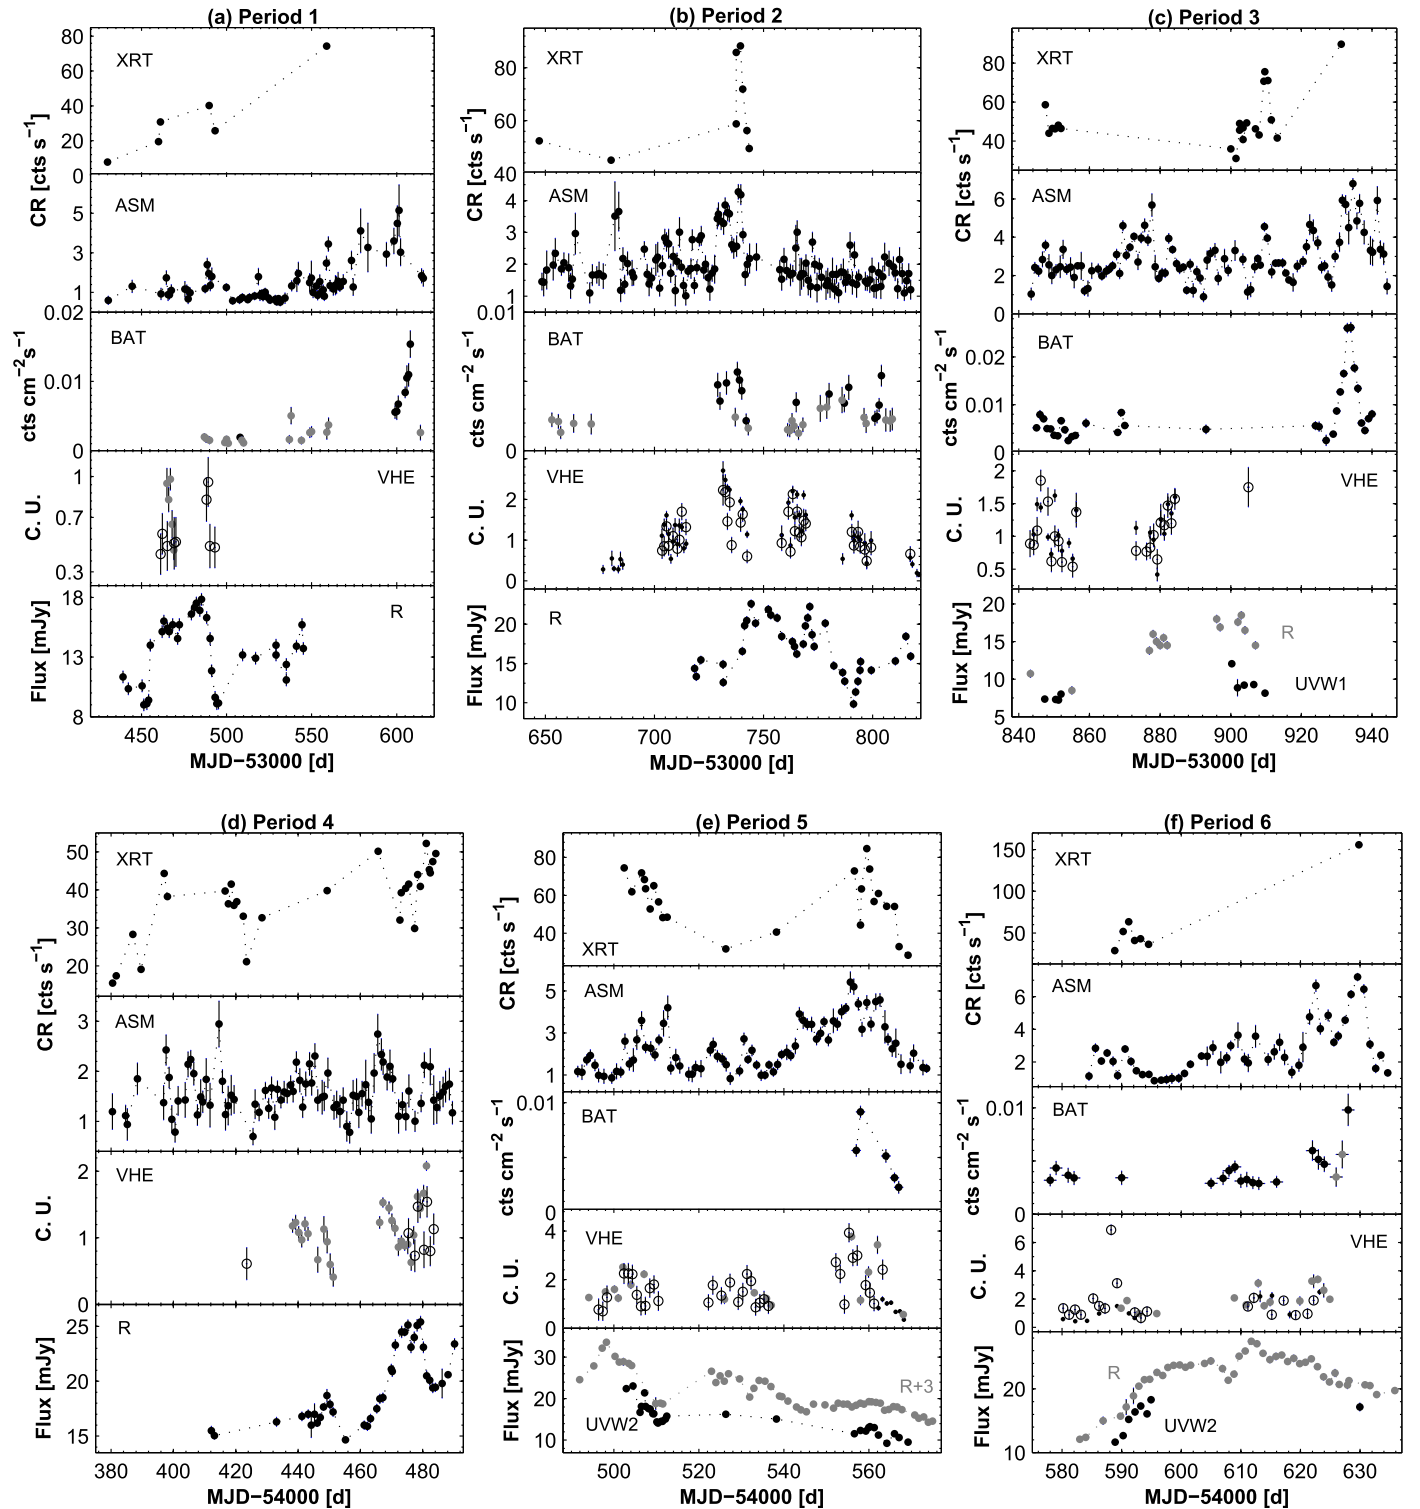 (a) Period 1
80
60
40
20
0
XRT
CR [cts s⁻¹]
5
3
1
ASM
0.02
0.01
0
BAT
cts cm⁻²s⁻¹
1
0.7
0.3
VHE
C. U.
18
13
8
R
Flux [mJy]
450 500 550 600
MJD−53000 [d]
(b) Period 2
80
60
40
XRT
CR [cts s⁻¹]
4
3
2
1
ASM
0.01
0
BAT
cts cm⁻² s⁻¹
2
1
0
VHE
C. U.
20
15
10
R
Flux [mJy]
650 700 750 800
MJD−53000 [d]
(c) Period 3
80
60
40
XRT
CR [cts s⁻¹]
6
4
2
0
ASM
0.02
0.01
0
BAT
cts cm⁻² s⁻¹
2
1.5
1
0.5
VHE
C. U.
20
15
10
5
R
UVW1
Flux [mJy]
840 860 880 900 920 940
MJD−53000 [d]
(d) Period 4
50
40
30
20
XRT
CR [cts s⁻¹]
3
2
1
ASM
2
1
0
VHE
C. U.
25
20
15
R
Flux [mJy]
380 400 420 440 460 480
MJD−54000 [d]
(e) Period 5
80
60
40
XRT
CR [cts s⁻¹]
5
3
1
ASM
0.01
0
BAT
cts cm⁻² s⁻¹
4
2
0
VHE
C. U.
30
20
10
R+3
UVW2
Flux [mJy]
500 520 540 560
MJD−54000 [d]
(f) Period 6
150
100
50
XRT
CR [cts s⁻¹]
6
4
2
ASM
0.01
0
BAT
cts cm⁻² s⁻¹
6
4
2
0
VHE
C. U.
20
10
R
UVW2
Flux [mJy]
580 590 600 610 620 630
MJD−54000 [d]